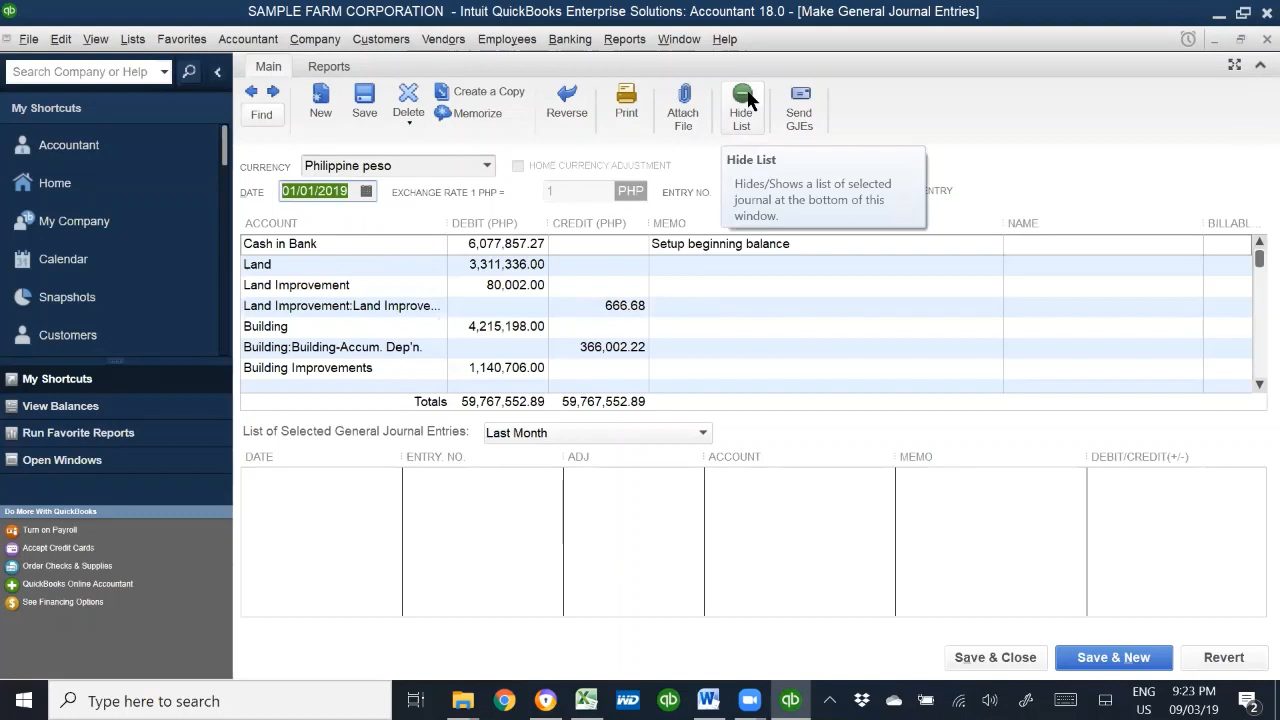 SAMPLE FARM CORPORATION - Intuit QuickBooks Enterprise Solutions: Accountant 18.0 - [Make General Journal Entries]
File Edit View Lists Favorites Accountant Company Customers Vendors Employees Banking Reports Window Help
Search Company or Help
My Shortcuts
Accountant
Home
My Company
Calendar
Snapshots
Customers
My Shortcuts
View Balances
Run Favorite Reports
Open Windows
Do More With QuickBooks
Turn on Payroll
Accept Credit Cards
Order Checks & Supplies
QuickBooks Online Accountant
See Financing Options
Main Reports
Find
New
Save
Delete
Create a Copy
Memorize
Reverse
Print
Attach File
Hide List
Send GJEs
CURRENCY Philippine peso HOME CURRENCY ADJUSTMENT
DATE 01/01/2019 EXCHANGE RATE 1 PHP = 1 PHP ENTRY NO. ENTRY
Hide List
Hides/Shows a list of selected
journal at the bottom of this
window.
ACCOUNT DEBIT (PHP) CREDIT (PHP) MEMO NAME BILLABL...
Cash in Bank 6,077,857.27 Setup beginning balance
Land 3,311,336.00
Land Improvement 80,002.00
Land Improvement:Land Improve... 666.68
Building 4,215,198.00
Building:Building-Accum. Dep'n. 366,002.22
Building Improvements 1,140,706.00
Totals 59,767,552.89 59,767,552.89
List of Selected General Journal Entries: Last Month
DATE ENTRY. NO. ADJ ACCOUNT MEMO DEBIT/CREDIT(+/-)
Save & Close Save & New Revert
Type here to search
WD
ENG
US
9:23 PM
09/03/19
2